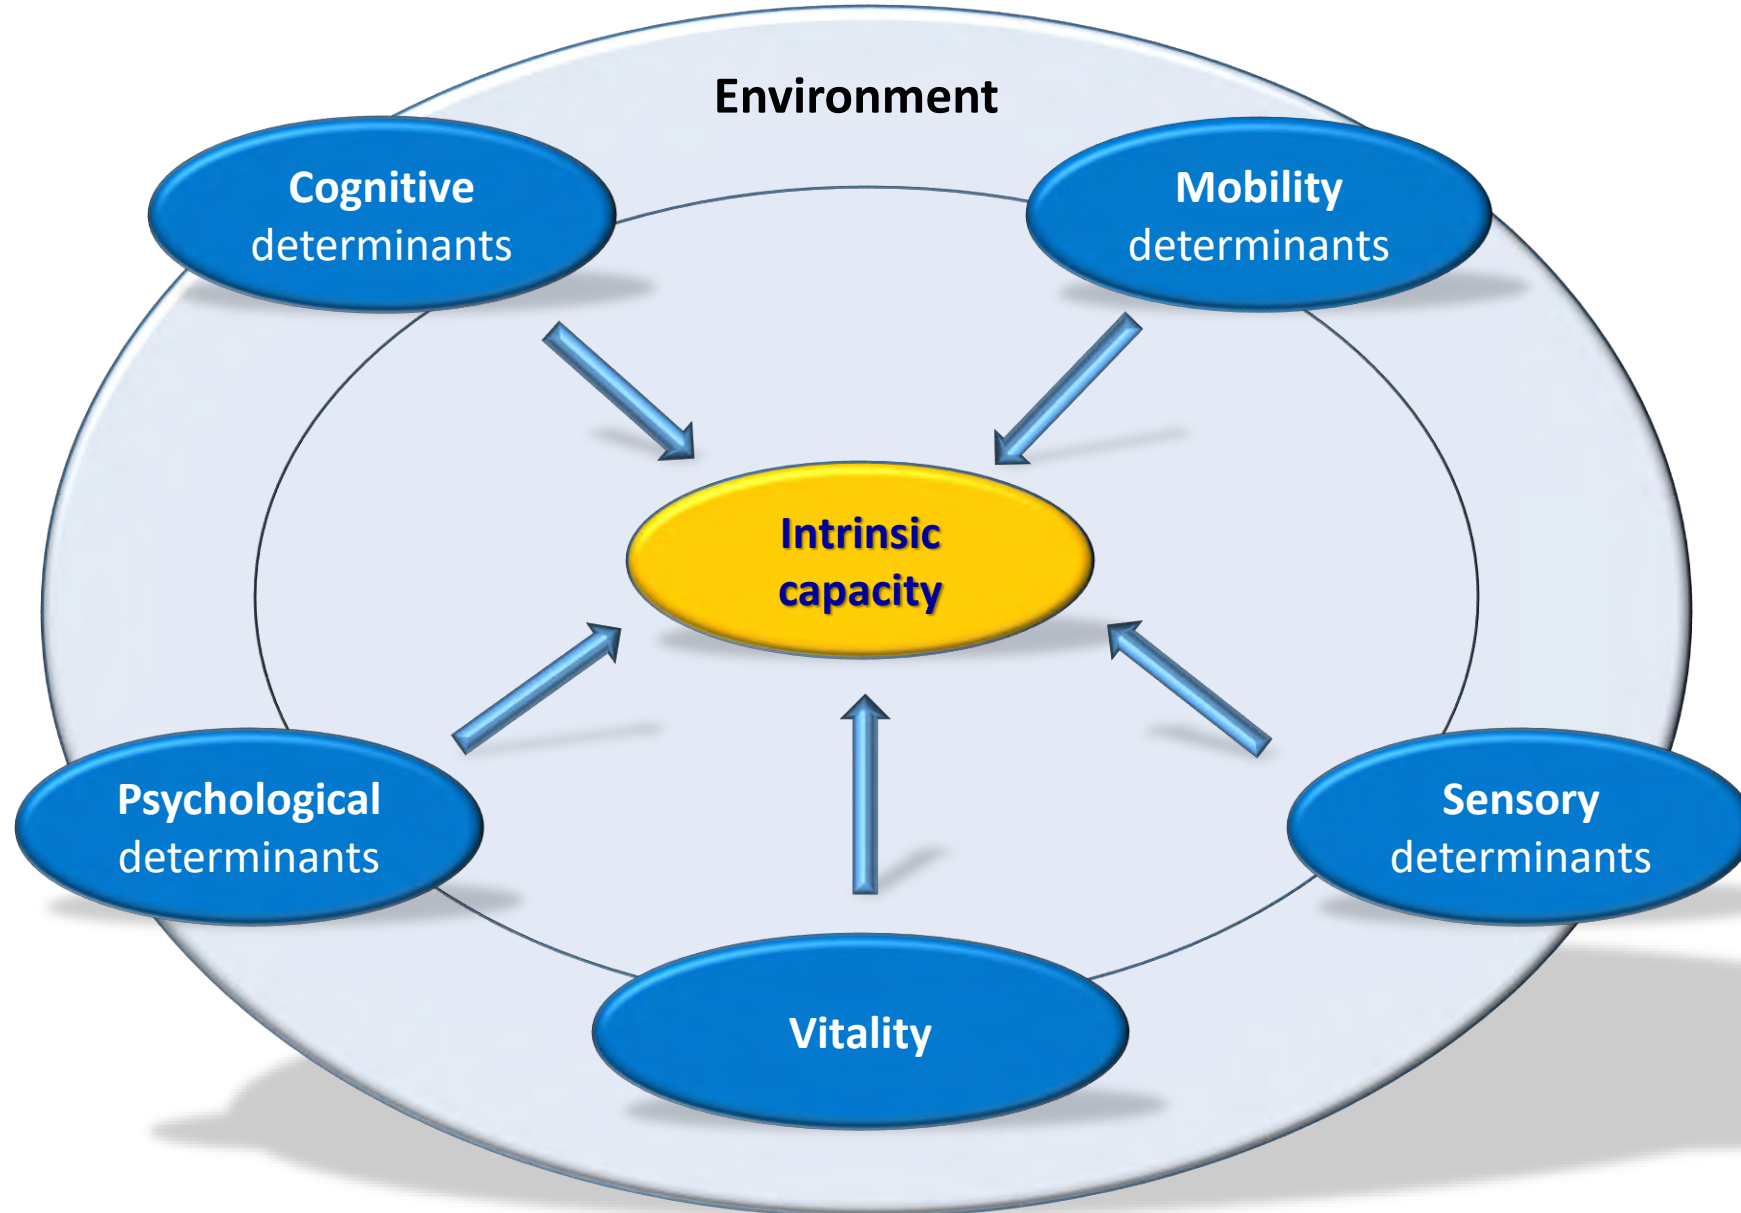 Environment
Cognitive
determinants
Mobility
determinants
Intrinsic
capacity
Psychological
determinants
Sensory
determinants
Vitality